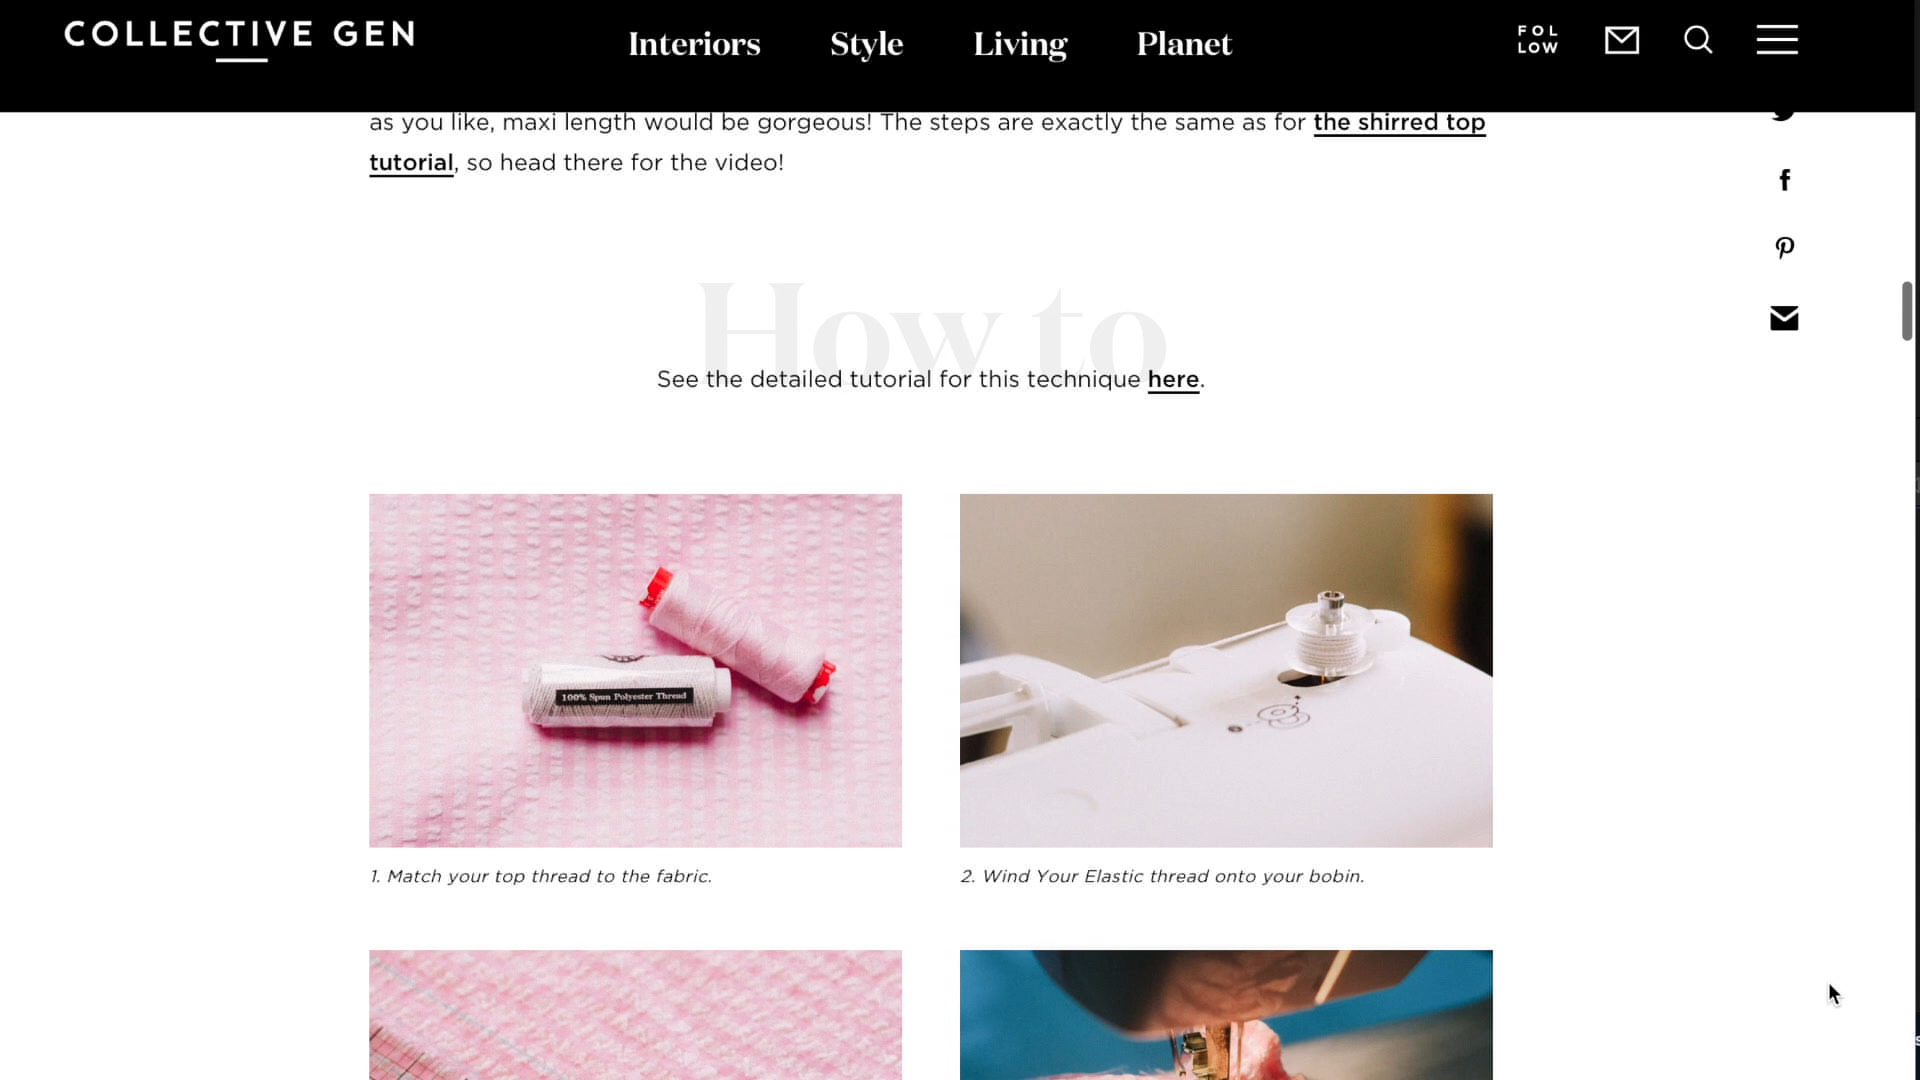 COLLECTIVE GEN
Interiors Style Living Planet
FOL
LOW
as you like, maxi length would be gorgeous! The steps are exactly the same as for the shirred top
tutorial, so head there for the video!
How to
See the detailed tutorial for this technique here.
100% Spun Polyester Thread
1. Match your top thread to the fabric.
2. Wind Your Elastic thread onto your bobin.